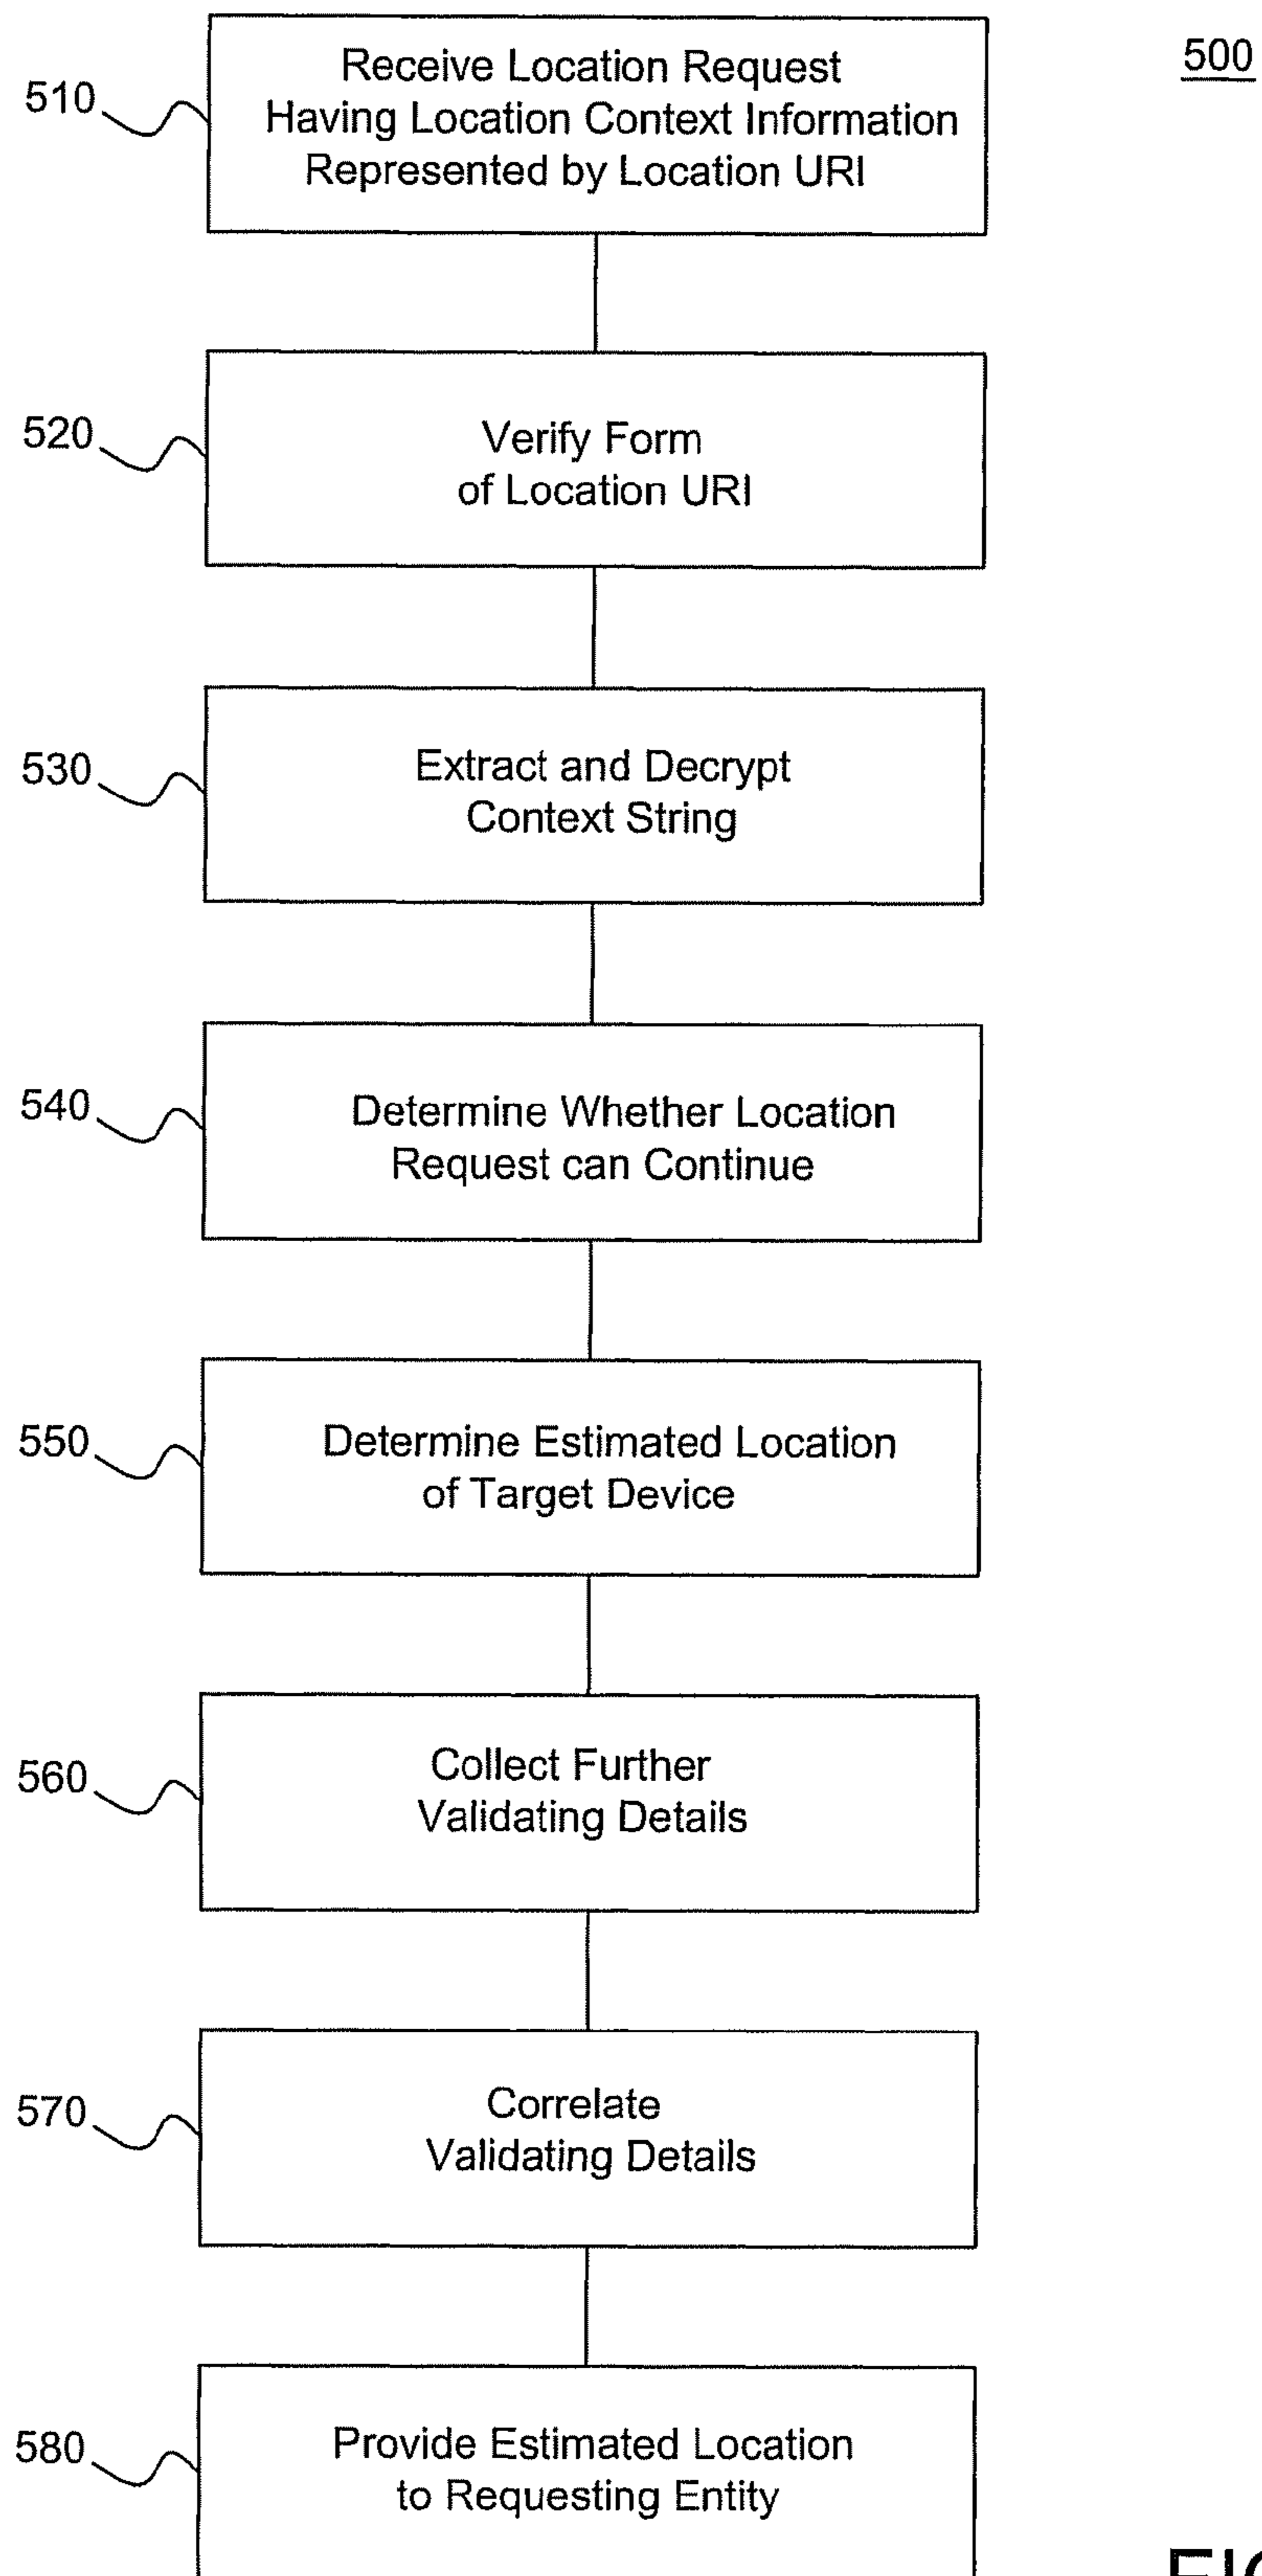 500
510
Receive Location Request
Having Location Context Information
Represented by Location URI
520
Verify Form
of Location URI
530
Extract and Decrypt
Context String
540
Determine Whether Location
Request can Continue
550
Determine Estimated Location
of Target Device
560
Collect Further
Validating Details
570
Correlate
Validating Details
580
Provide Estimated Location
to Requesting Entity